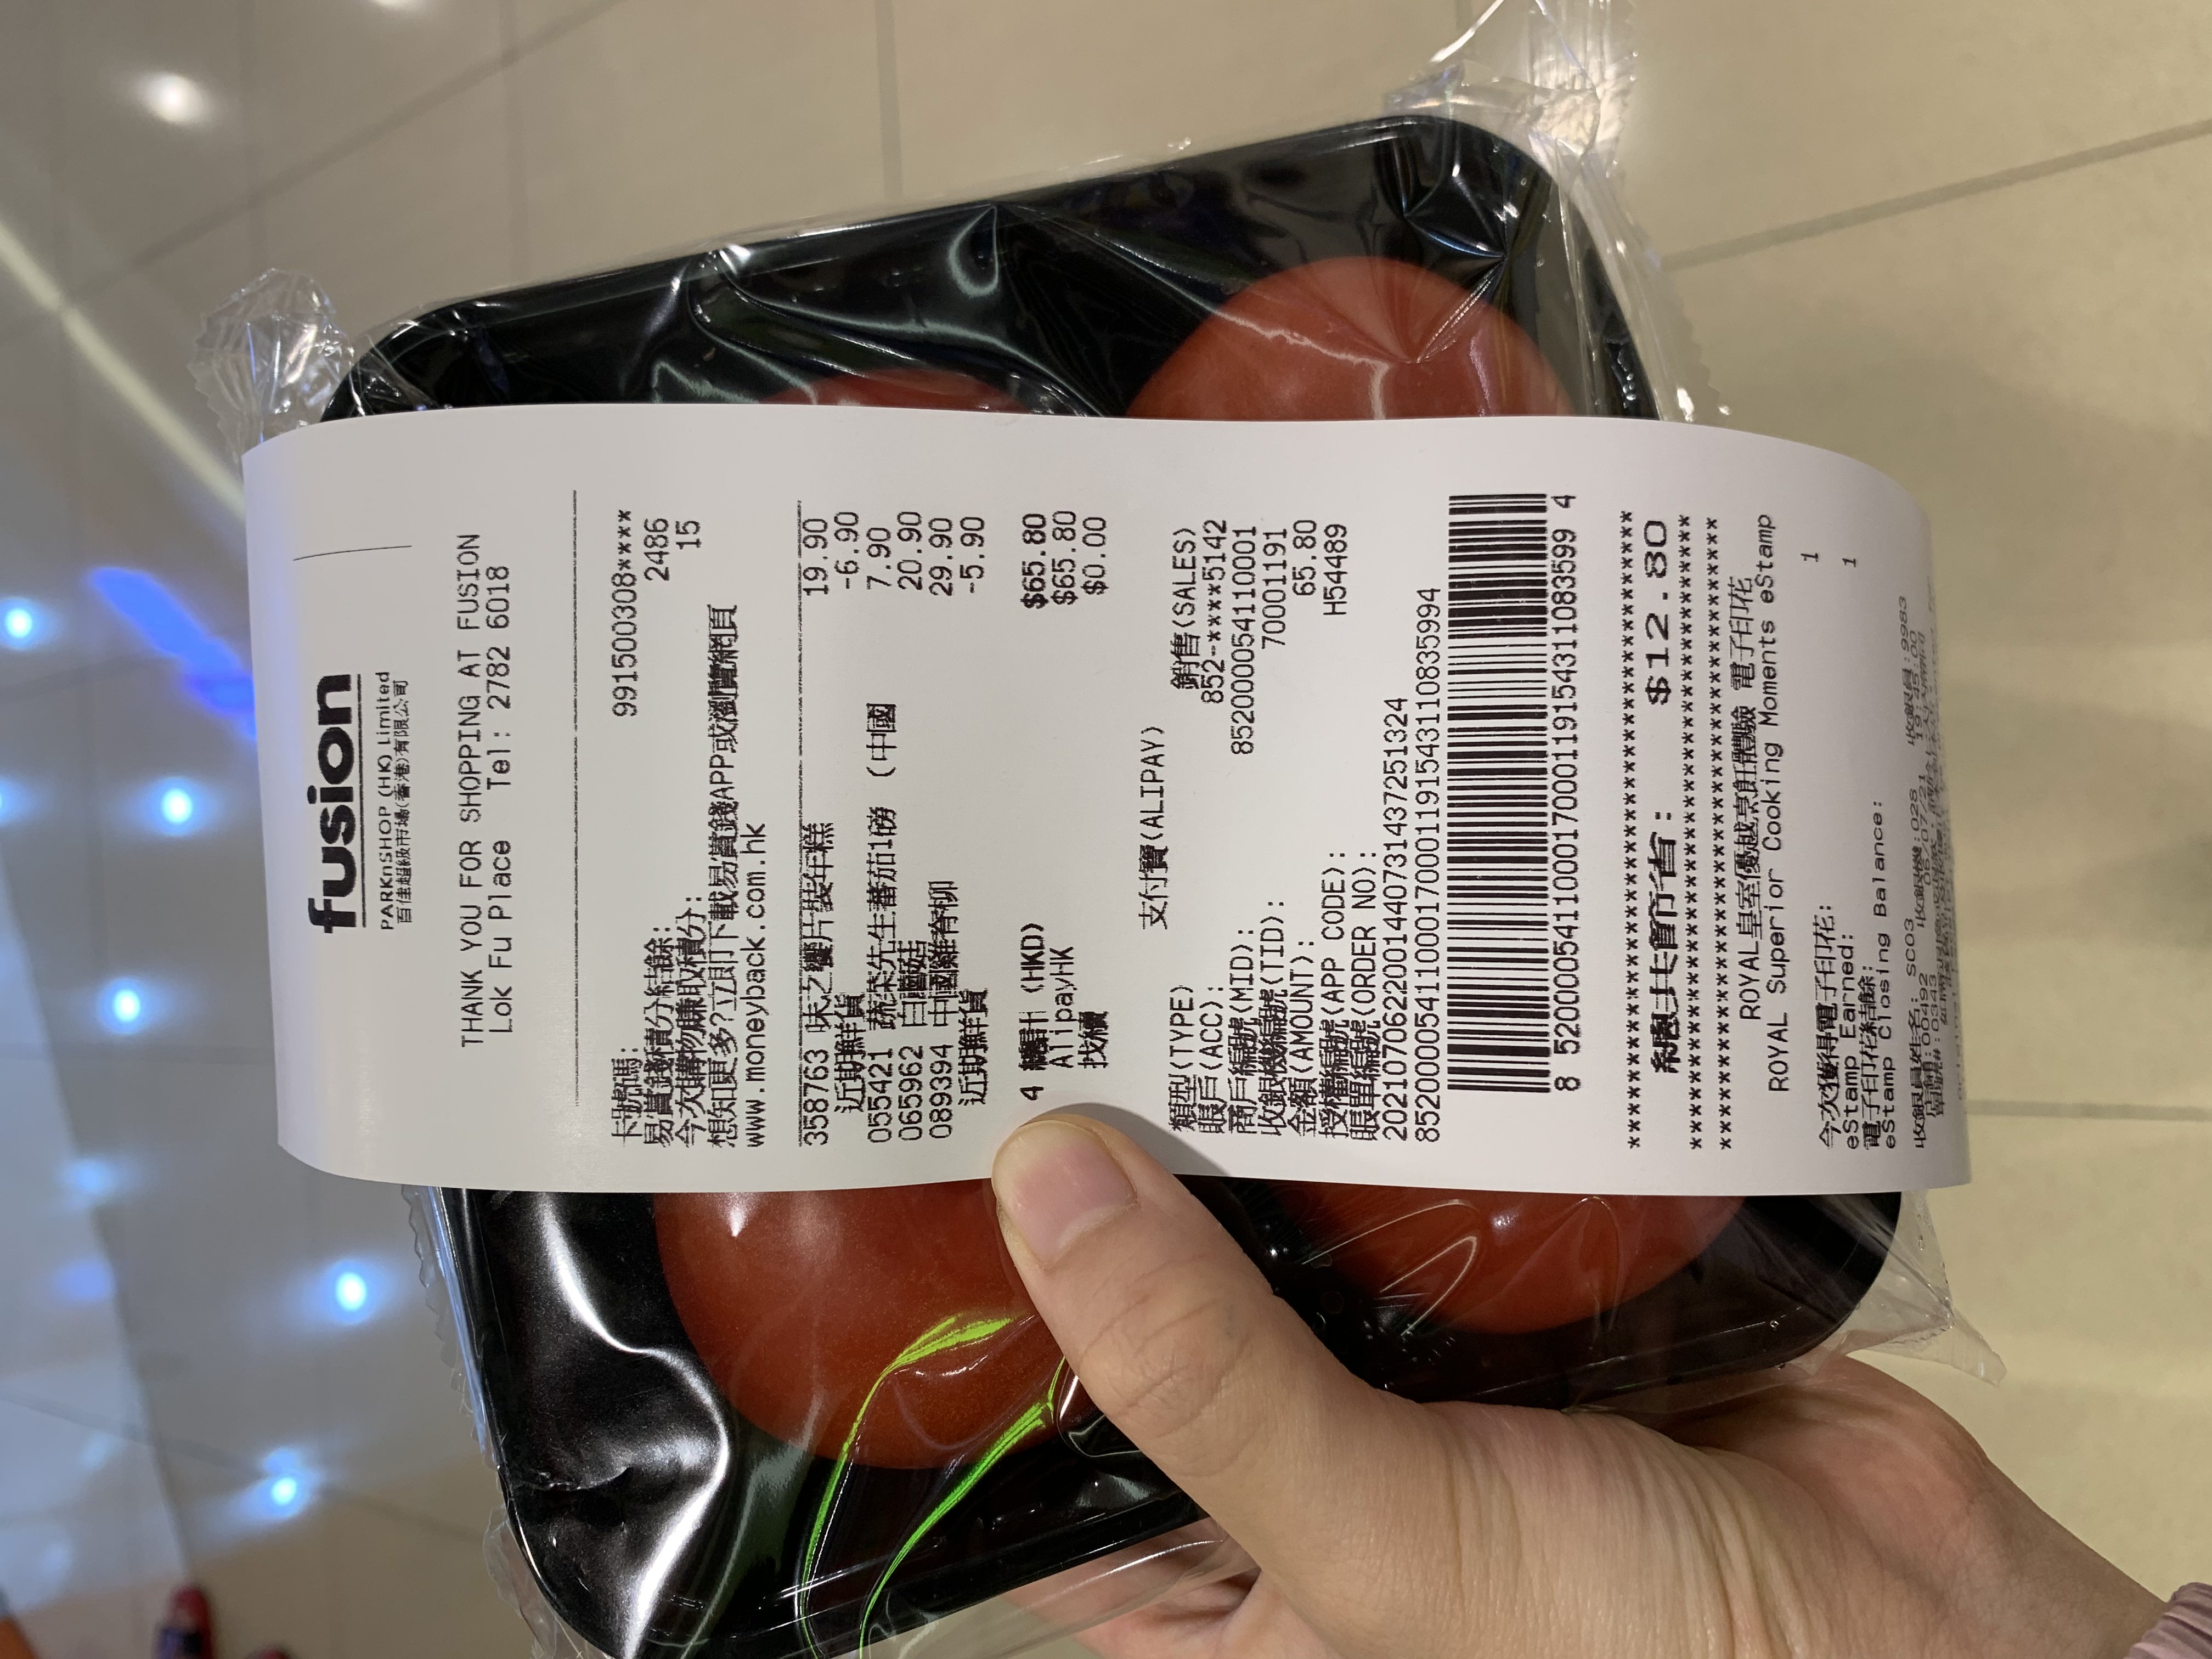 fusion
PARKnSHOP (HK) Limited
百佳超級市場(香港)有限公司
THANK YOU FOR SHOPPING AT FUSION
Lok Fu Place Tel: 2782 6018
卡號碼: 991500308****
易賞錢積分結餘: 2486
今次購物賺取積分: 15
想知更多?立即下載易賞錢APP或瀏覽網頁
www.moneyback.com.hk
358763 味之饗片裝年糕 19.90
近期鮮貨 -6.90
055421 蔬菜先生蕃茄1磅 (中國 7.90
065962 白蘑菇 20.90
089394 中國雞脊柳 29.90
近期鮮貨 -5.90
4 總計 (HKD) $65.80
AlipayHK $65.80
找續 $0.00
支付寶(ALIPAY)
類型(TYPE) 銷售(SALES)
賬戶(ACC): 852-****5142
商戶編號(MID): 852000054110001
收銀機編號(TID): 70001191
金額(AMOUNT): 65.80
授權編號(APP CODE): H54489
賬單編號(ORDER NO):
2021070622001440731437251324
85200005411000170001191543110835994
8 520000541100017000119154311083599 4
***************************************
總共節省: $12.80
***************************************
***************************************
ROYAL皇室優越烹飪體驗 電子印花
ROYAL Superior Cooking Moments eStamp
今次獲得電子印花: 1
eStamp Earned:
電子印花結餘: 1
eStamp Closing Balance:
收銀員姓名: SC03
店鋪:00492 收銀機:028 收銀員:9983
單號#:0343 06/07/21 19:45:00